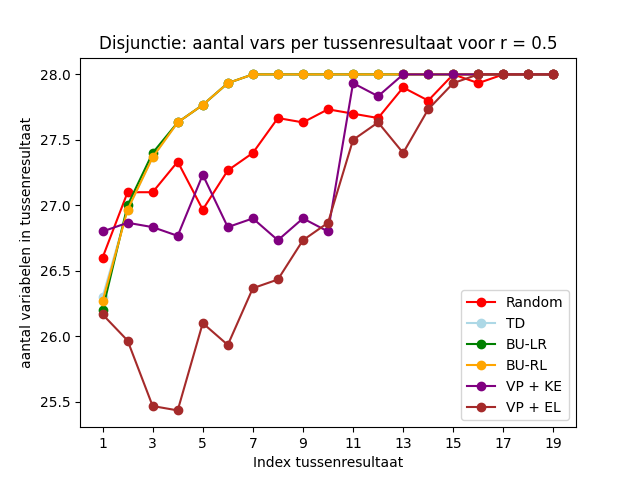 Disjunctie: aantal vars per tussenresultaat voor r = 0.5
aantal variabelen in tussenresultaat
28.0
27.5
27.0
26.5
26.0
25.5
Random
TD
BU-LR
BU-RL
VP + KE
VP + EL
1 3 5 7 9 11 13 15 17 19
Index tussenresultaat